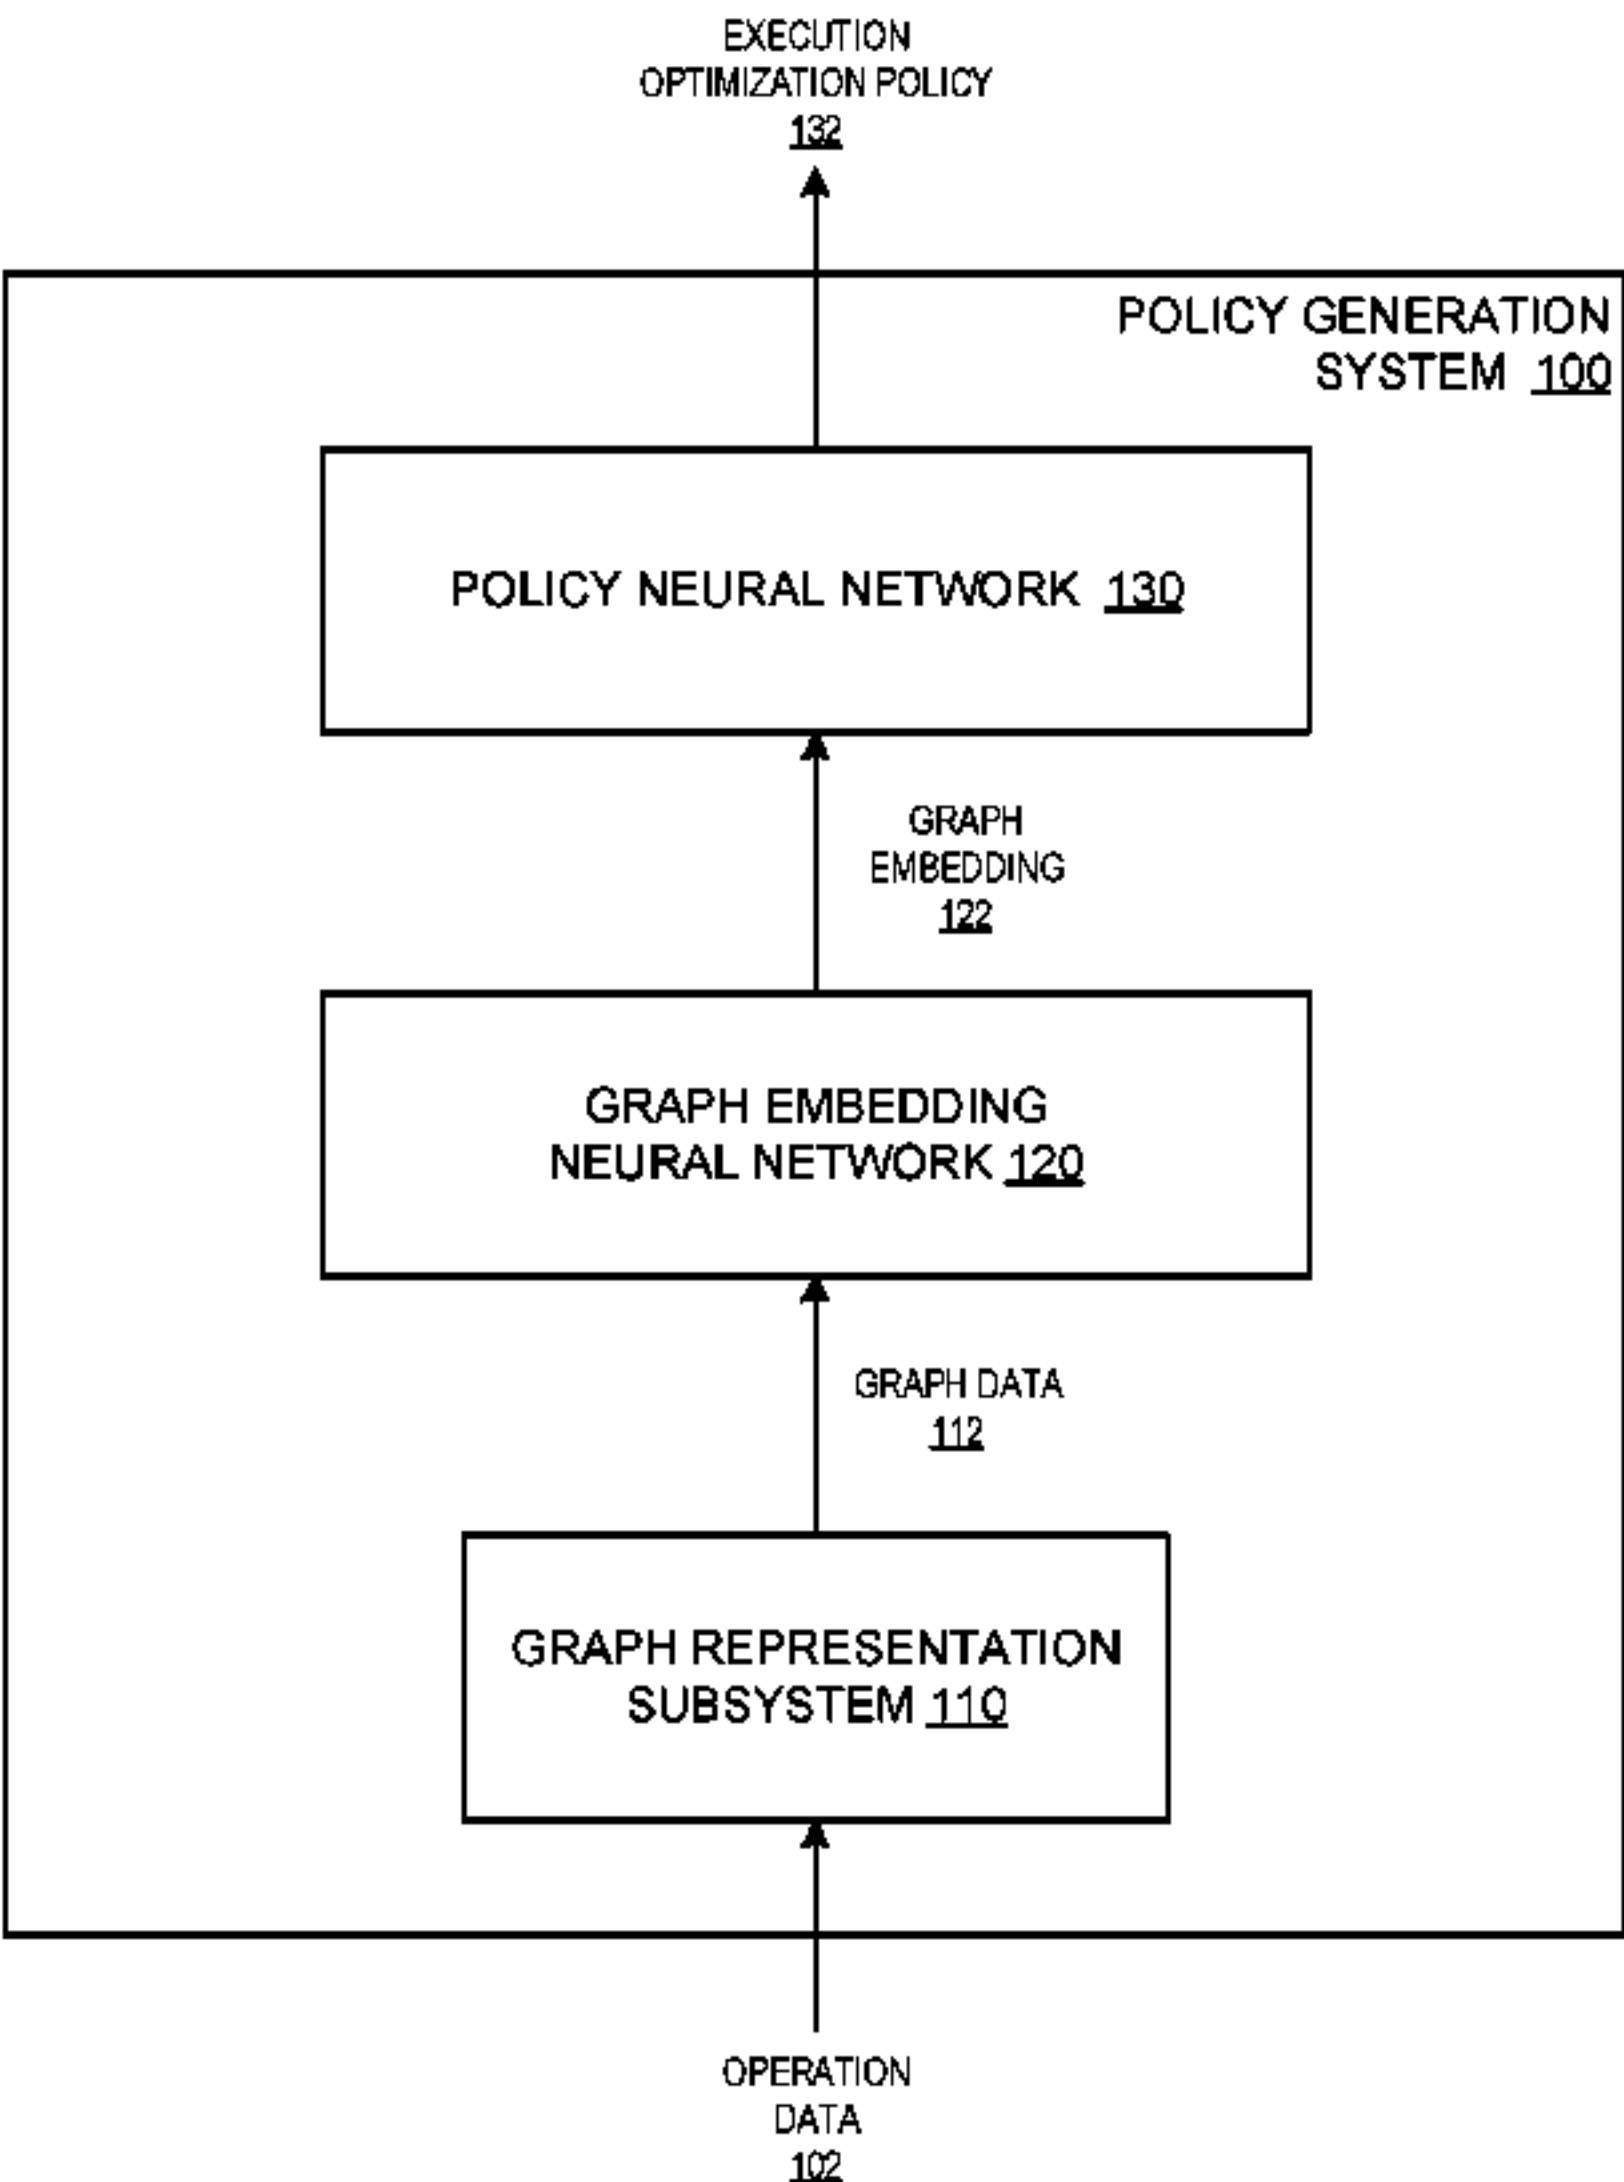 EXECUTION
OPTIMIZATION POLICY
132
POLICY GENERATION
SYSTEM 100
POLICY NEURAL NETWORK 130
GRAPH
EMBEDDING
122
GRAPH EMBEDDING
NEURAL NETWORK 120
GRAPH DATA
112
GRAPH REPRESENTATION
SUBSYSTEM 110
OPERATION
DATA
102